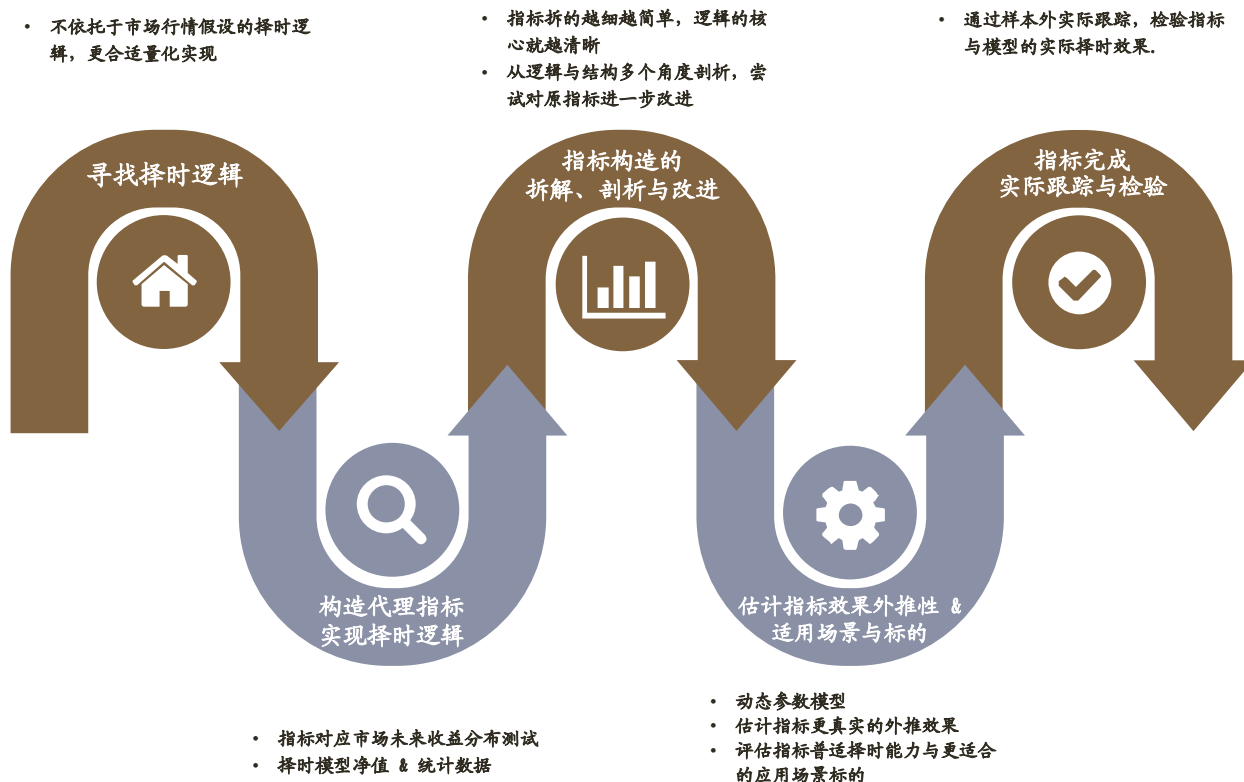 • 不依托于市场行情假设的择时逻
辑，更合适量化实现
• 指标拆的越细越简单，逻辑的核
心就越清晰
• 从逻辑与结构多个角度剖析，尝
试对原指标进一步改进
• 通过样本外实际跟踪，检验指标
与模型的实际择时效果.
寻找择时逻辑
指标构造的
拆解、剖析与改进
指标完成
实际跟踪与检验
构造代理指标
实现择时逻辑
估计指标效果外推性 &
适用场景与标的
• 指标对应市场未来收益分布测试
• 择时模型净值 & 统计数据
• 动态参数模型
• 估计指标更真实的外推效果
• 评估指标普适择时能力与更适合
的应用场景标的